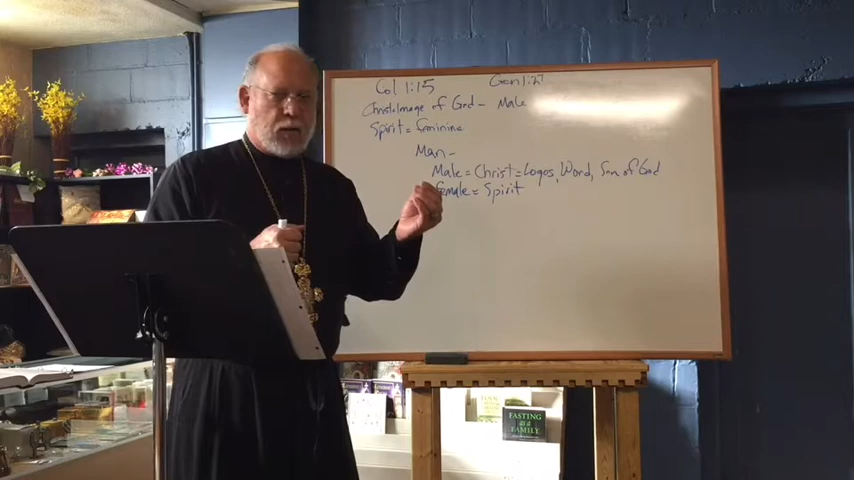 Col 1:15 Gen 1:27
Christ=Image of God- Male
Spirit = feminine
Man -
Male = Christ = Logos, Word, Son of God
female = Spirit
FASTING
as a
FAMILY